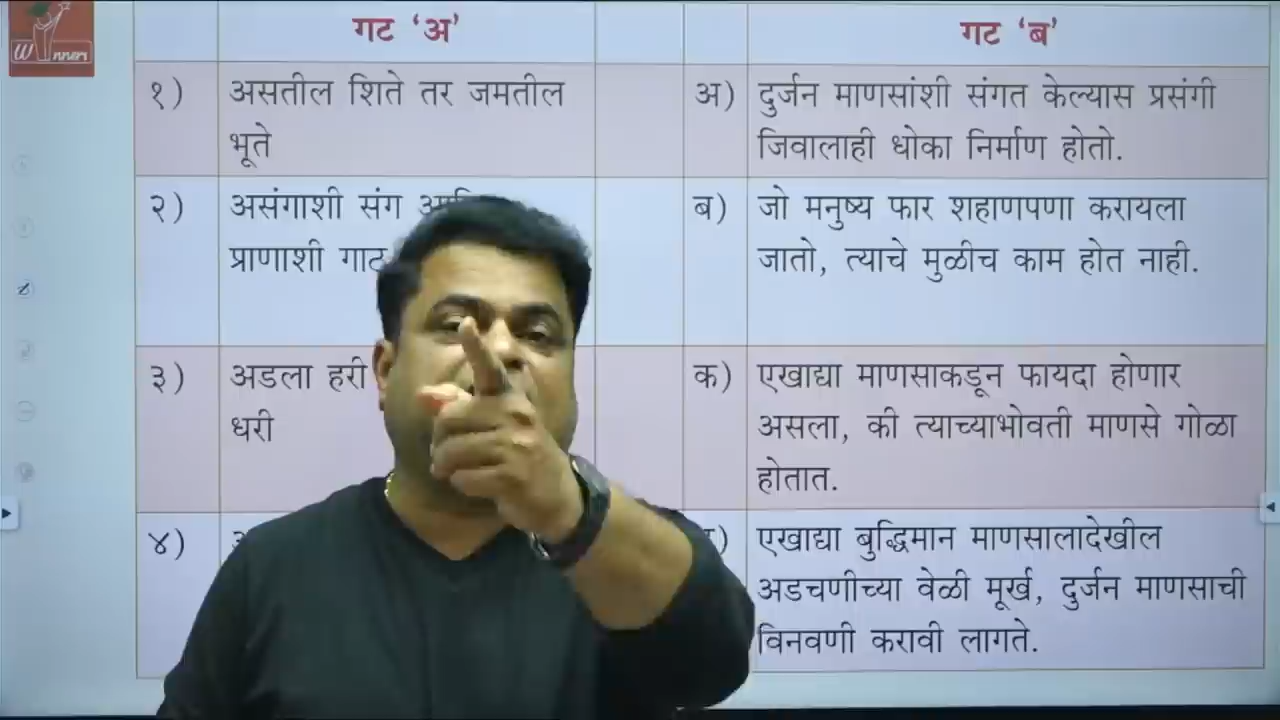 Winners
गट ‘अ’
गट ‘ब’
१)
असतील शिते तर जमतील
भूते
अ)
दुर्जन माणसांशी संगत केल्यास प्रसंगी
जिवालाही धोका निर्माण होतो.
२)
असंगाशी संग
प्राणाशी गाठ
ब)
जो मनुष्य फार शहाणपणा करायला
जातो, त्याचे मुळीच काम होत नाही.
३)
अडला हरी
धरी
क)
एखाद्या माणसाकडून फायदा होणार
असला, की त्याच्याभोवती माणसे गोळा
होतात.
४)
एखाद्या बुद्धिमान माणसालादेखील
अडचणीच्या वेळी मूर्ख, दुर्जन माणसाची
विनवणी करावी लागते.